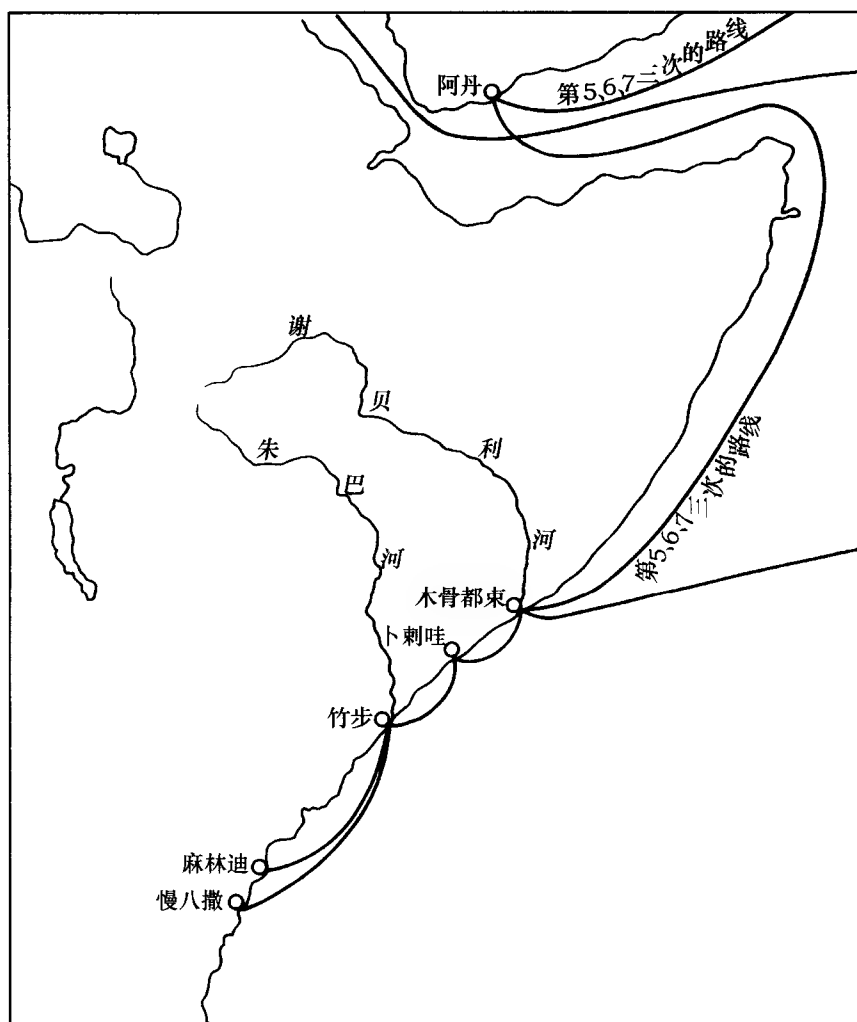 阿丹
第5、6、7三次的路线
谢贝利河
朱巴河
第5、6、7三次的路线
木骨都束
卜剌哇
竹步
麻林迪
慢八撒